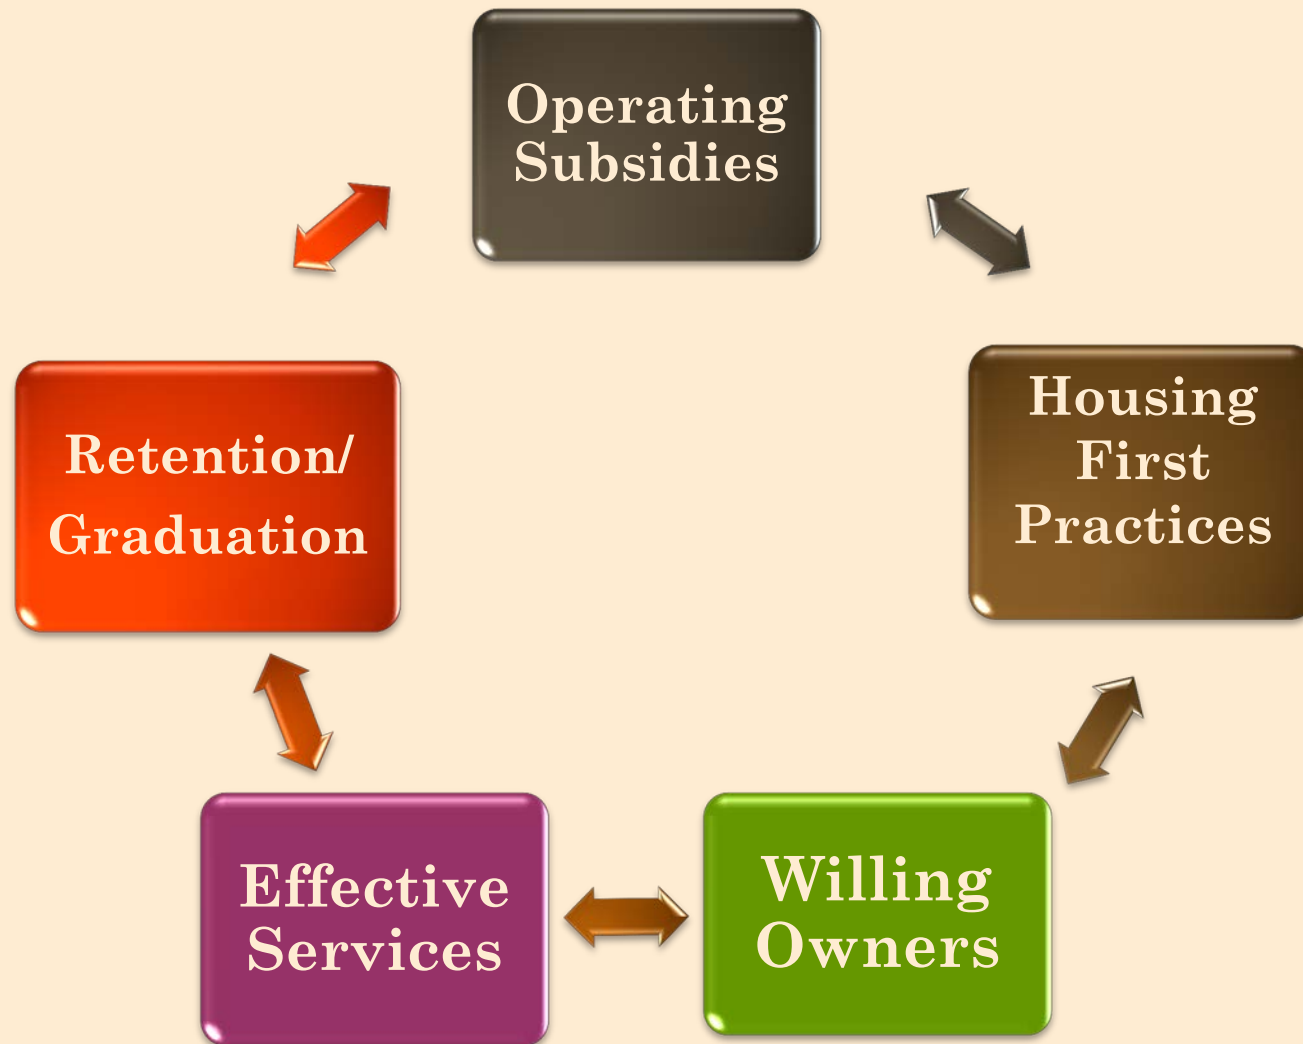 Operating
Subsidies
Housing
First
Practices
Willing
Owners
Effective
Services
Retention/
Graduation